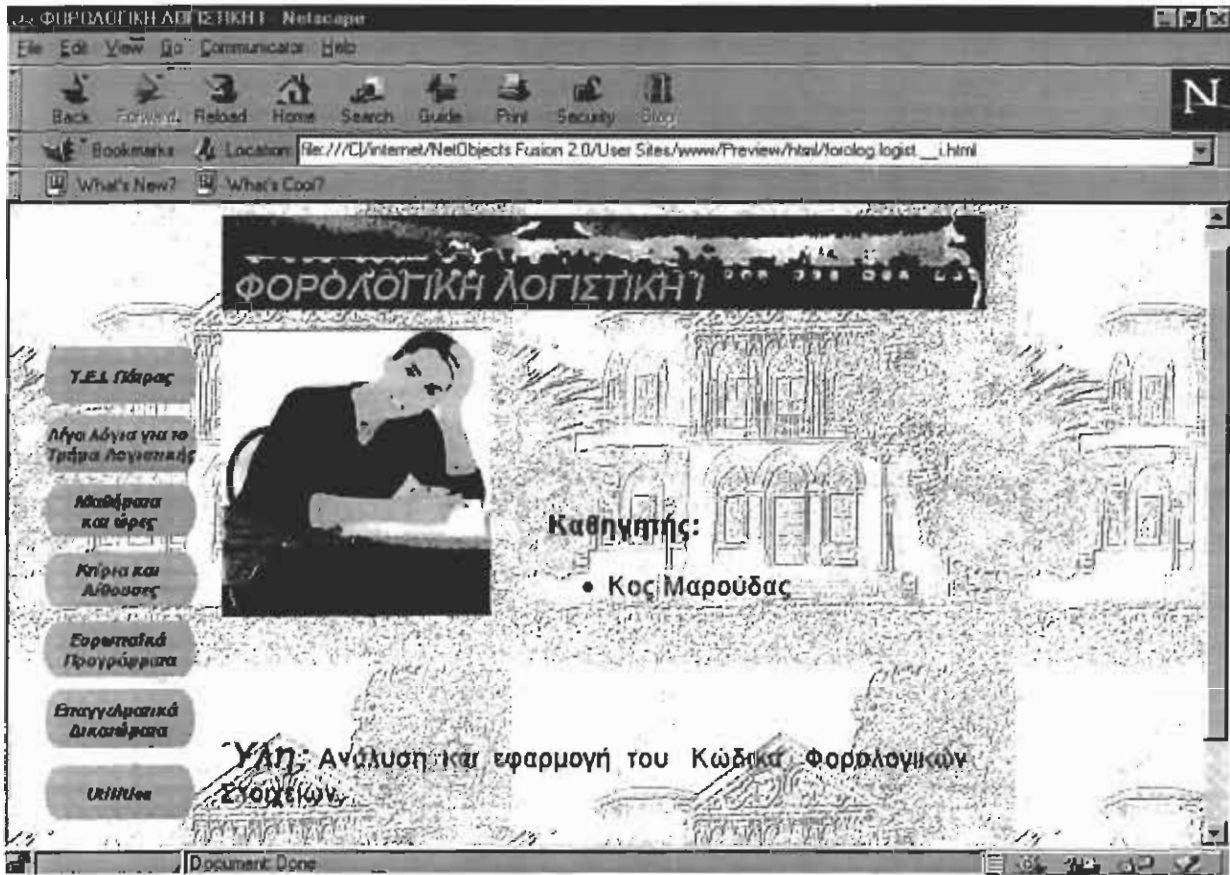 ΦΟΡΟΛΟΓΙΚΗ ΛΟΓΙΣΤΙΚΗ Ι - Netscape
File Edit View Go Communicator Help
Back Forward Reload Home Search Guide Print Security Stop
Bookmarks Location: file:///C|/internet/NetObjects Fusion 2.0/User Sites/www/Preview/html/forolog.logist__i.html
What's New? What's Cool?
N
ΦΟΡΟΛΟΓΙΚΗ ΛΟΓΙΣΤΙΚΗ Ι
Τ.Ε.Ι. Πάτρας
Λίγα Λόγια για το
Τμήμα Λογιστικής
Μαθήματα
και ώρες
Κτίρια και
Αίθουσες
Ευρωπαϊκά
Προγράμματα
Επαγγελματικά
Δικαιώματα
Utilities
Καθηγητής:
• Κος Μαρούδας
Ύλη: Ανάλυση και εφαρμογή του Κώδικα Φορολογικών
Στοιχείων.
Document: Done